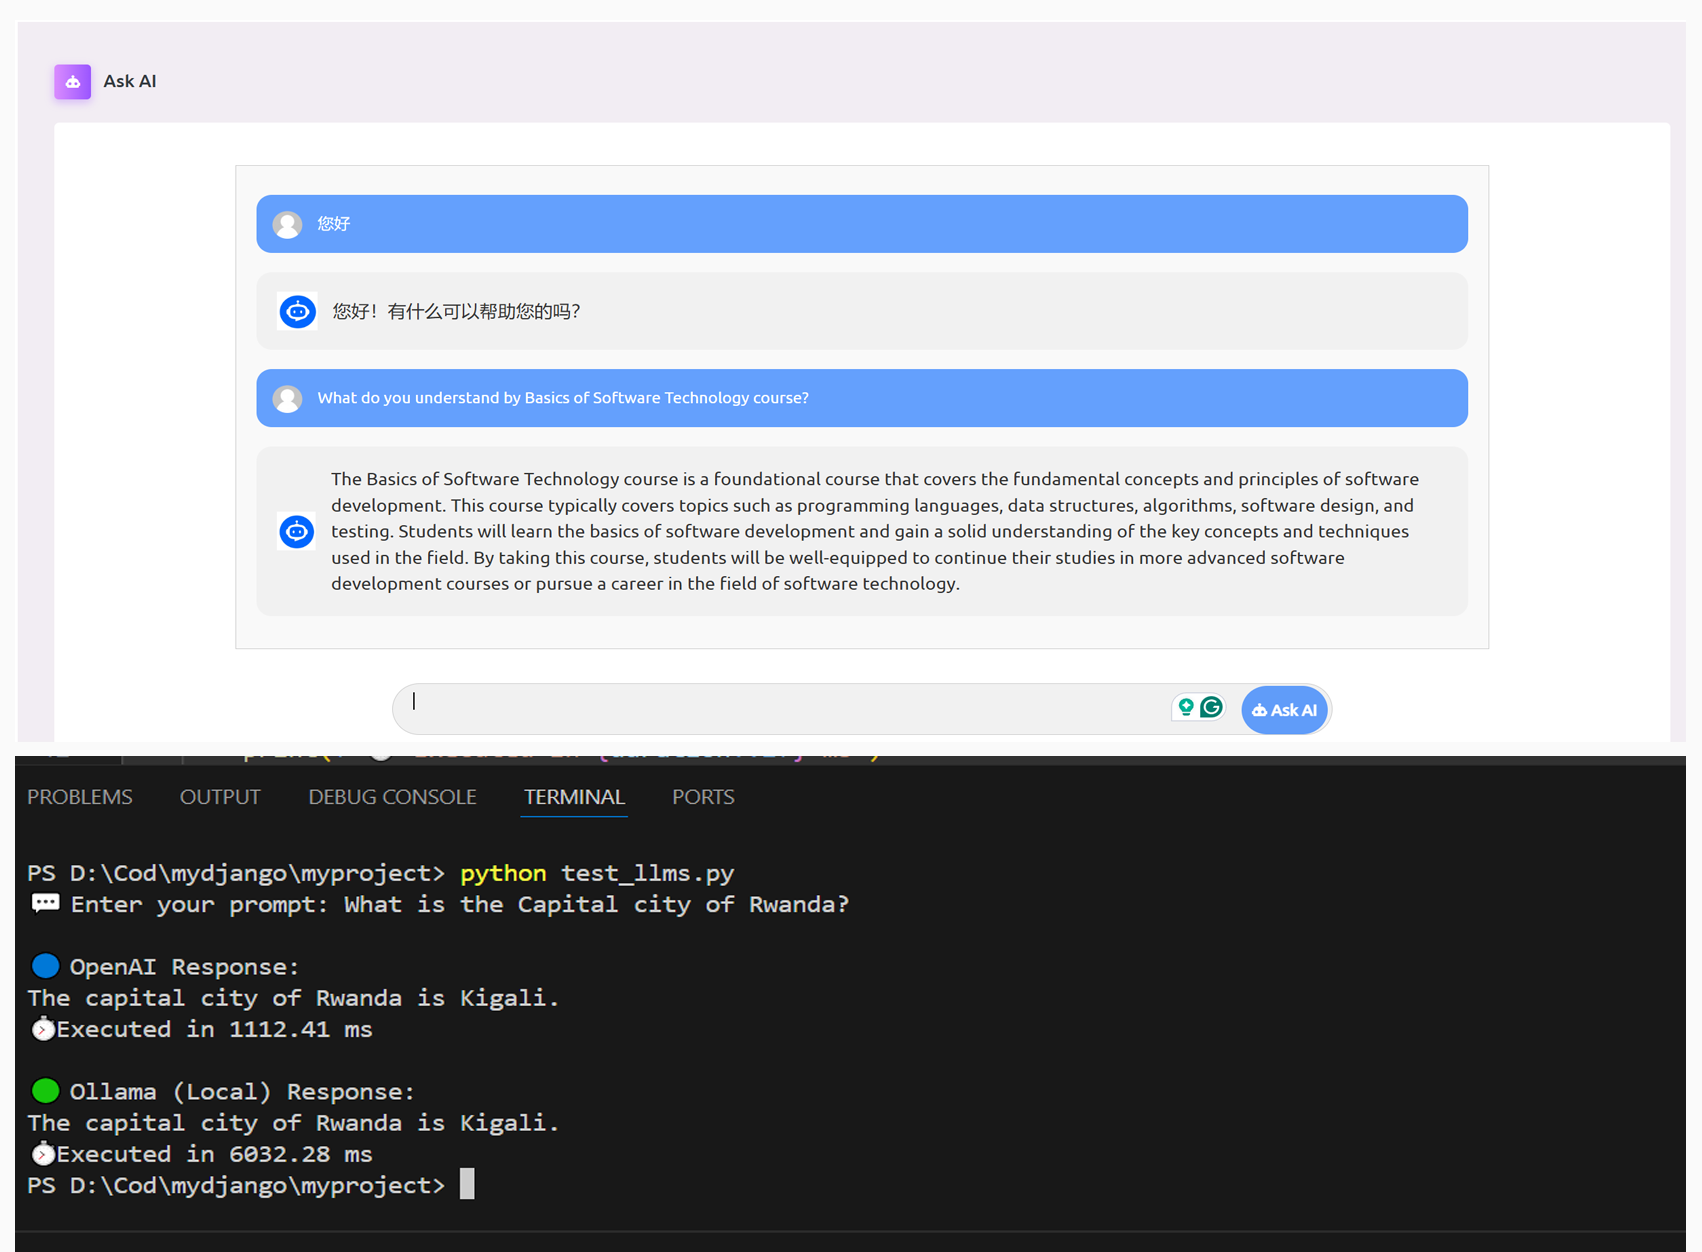 Ask AI
您好
您好！有什么可以帮助您的吗？
What do you understand by Basics of Software Technology course?
The Basics of Software Technology course is a foundational course that covers the fundamental concepts and principles of software
development. This course typically covers topics such as programming languages, data structures, algorithms, software design, and
testing. Students will learn the basics of software development and gain a solid understanding of the key concepts and techniques
used in the field. By taking this course, students will be well-equipped to continue their studies in more advanced software
development courses or pursue a career in the field of software technology.
Ask AI
PROBLEMS OUTPUT DEBUG CONSOLE TERMINAL PORTS
PS D:\Cod\mydjango\myproject> python test_llms.py
Enter your prompt: What is the Capital city of Rwanda?
OpenAI Response:
The capital city of Rwanda is Kigali.
Executed in 1112.41 ms
Ollama (Local) Response:
The capital city of Rwanda is Kigali.
Executed in 6032.28 ms
PS D:\Cod\mydjango\myproject>